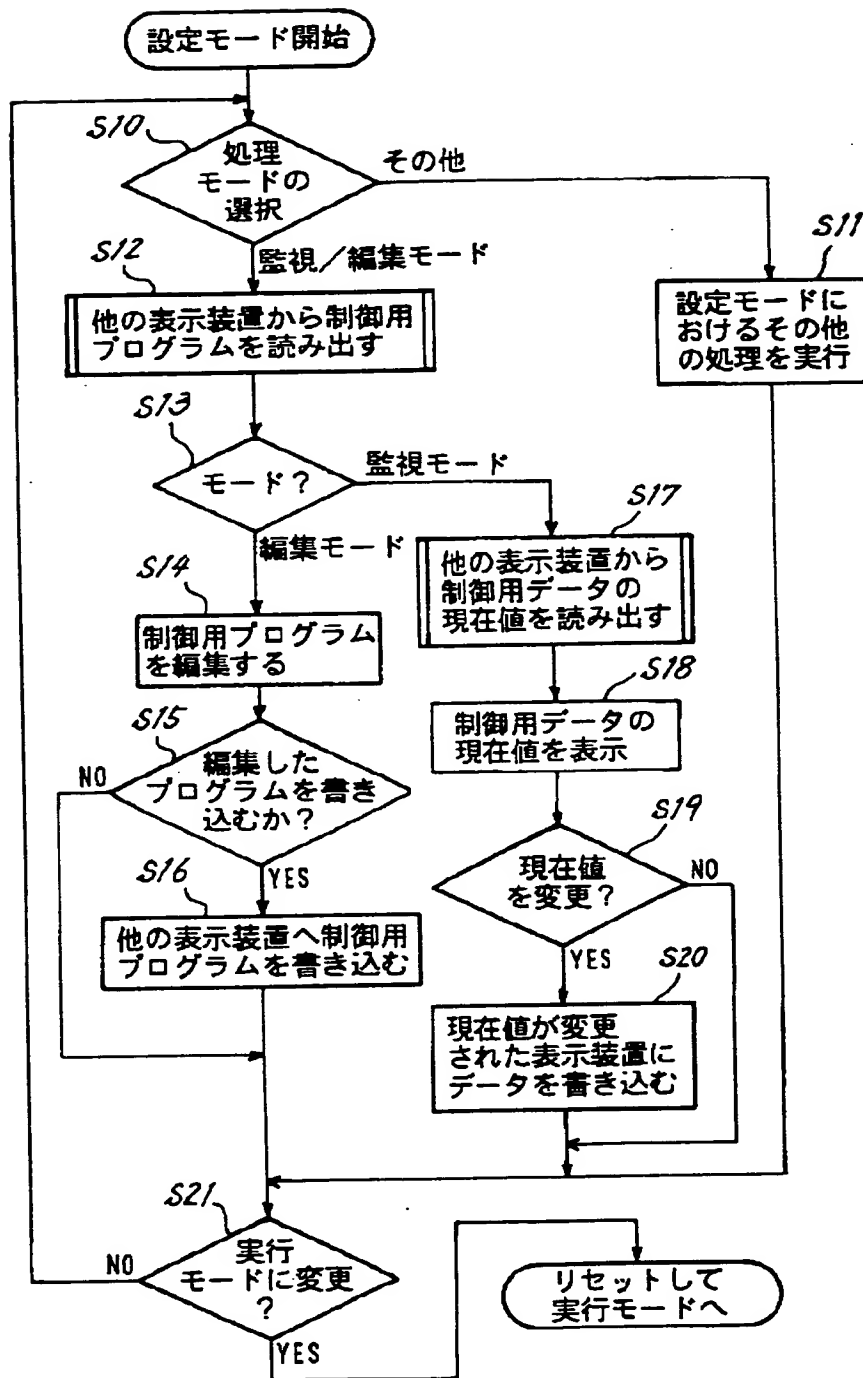 設定モード開始
S10
処理
モードの
選択
その他
S11
設定モードに
おけるその他
の処理を実行
監視／編集モード
S12
他の表示装置から制御用
プログラムを読み出す
S13
モード？
監視モード
編集モード
S17
他の表示装置から
制御用データの
現在値を読み出す
S14
制御用プログラム
を編集する
S18
制御用データの
現在値を表示
S15
編集した
プログラムを書き
込むか？
NO
YES
S19
現在値
を変更？
NO
YES
S16
他の表示装置へ制御用
プログラムを書き込む
S20
現在値が変更
された表示装置に
データを書き込む
S21
実行
モードに変更
？
NO
YES
リセットして
実行モードへ